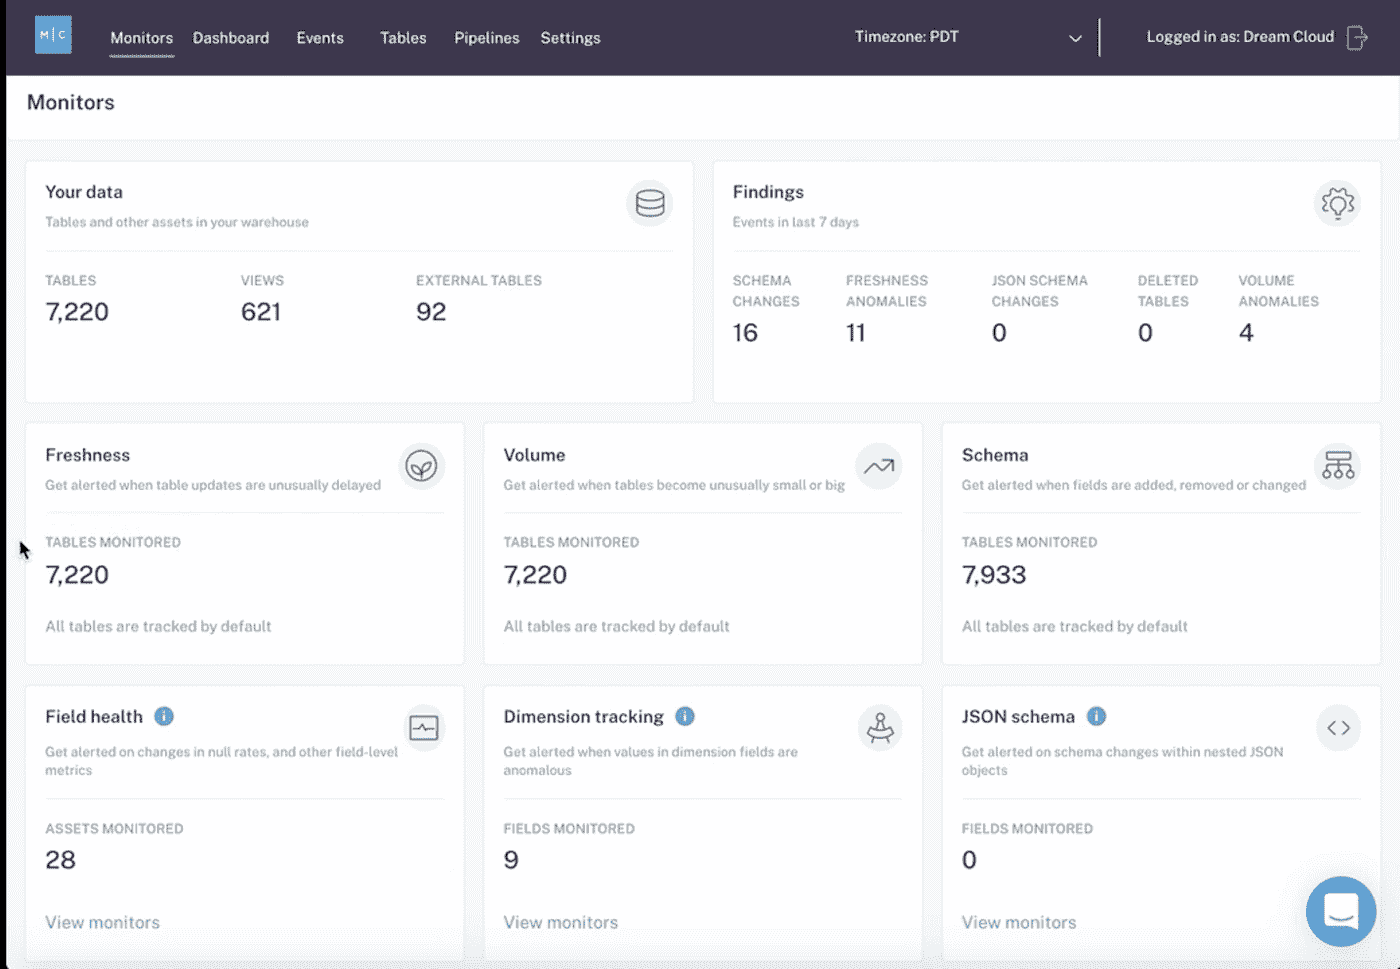 M|C
Monitors Dashboard Events Tables Pipelines Settings
Timezone: PDT
Logged in as: Dream Cloud
Monitors
Your data
Tables and other assets in your warehouse
TABLES
7,220
VIEWS
621
EXTERNAL TABLES
92
Findings
Events in last 7 days
SCHEMA
CHANGES
16
FRESHNESS
ANOMALIES
11
JSON SCHEMA
CHANGES
0
DELETED
TABLES
0
VOLUME
ANOMALIES
4
Freshness
Get alerted when table updates are unusually delayed
TABLES MONITORED
7,220
All tables are tracked by default
Volume
Get alerted when tables become unusually small or big
TABLES MONITORED
7,220
All tables are tracked by default
Schema
Get alerted when fields are added, removed or changed
TABLES MONITORED
7,933
All tables are tracked by default
Field health
Get alerted on changes in null rates, and other field-level
metrics
ASSETS MONITORED
28
View monitors
Dimension tracking
Get alerted when values in dimension fields are
anomalous
FIELDS MONITORED
9
View monitors
JSON schema
Get alerted on schema changes within nested JSON
objects
FIELDS MONITORED
0
View monitors